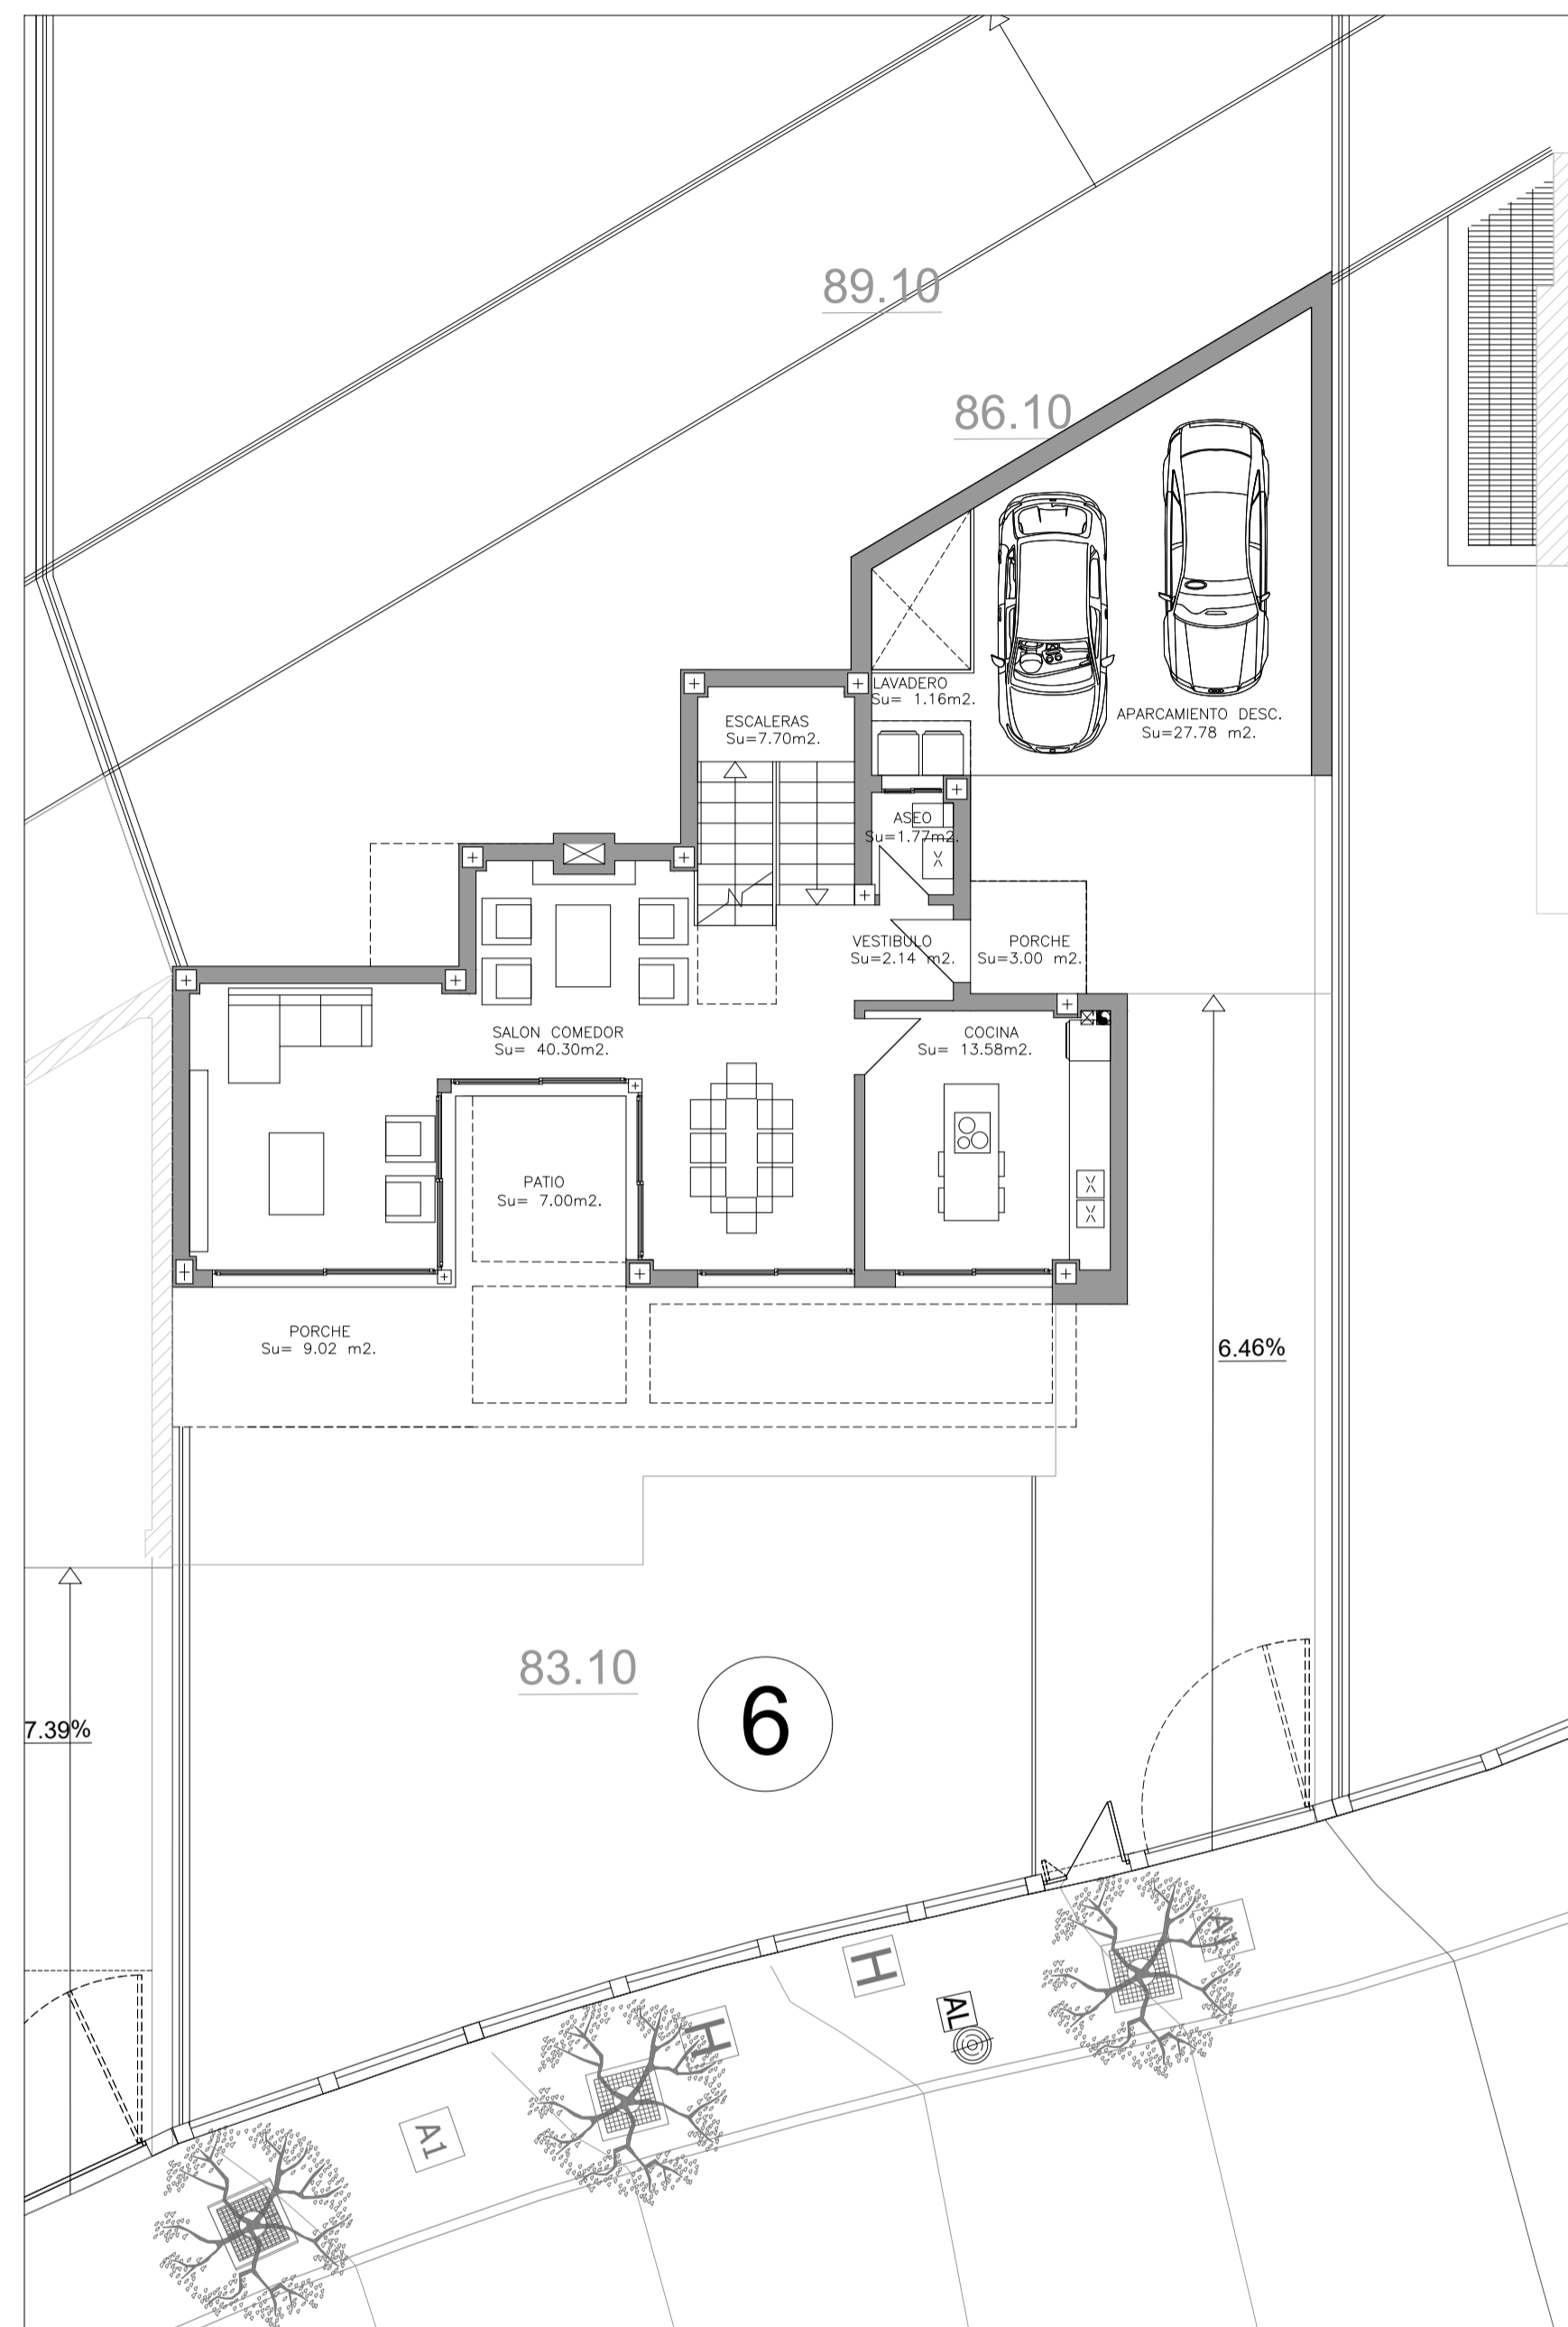 89.10
86.10
LAVADERO
Su= 1.16m2.
ESCALERAS
Su=7.70m2.
APARCAMIENTO DESC.
Su=27.78 m2.
ASEO
Su=1.77m2.
VESTIBULO
Su=2.14 m2.
PORCHE
Su=3.00 m2.
SALON COMEDOR
Su= 40.30m2.
COCINA
Su= 13.58m2.
PATIO
Su= 7.00m2.
PORCHE
Su= 9.02 m2.
6.46%
83.10
6
7.39%
H
AL
H
A1